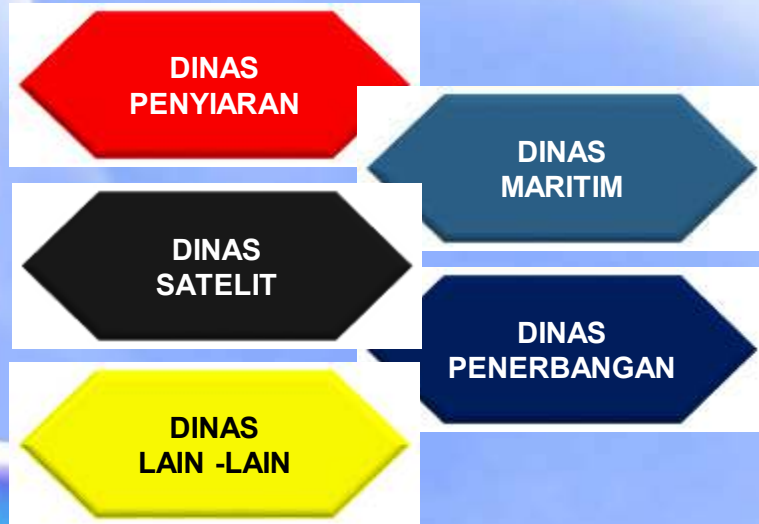 DINAS
PENYIARAN
DINAS
MARITIM
DINAS
SATELIT
DINAS
PENERBANGAN
DINAS
LAIN -LAIN